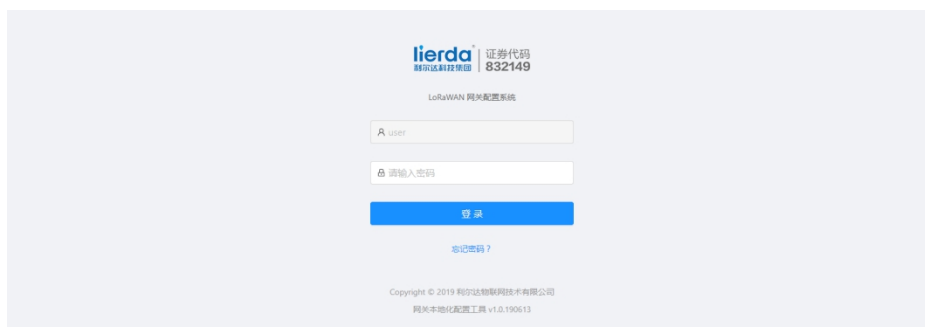 lierda 证券代码
利尔达科技集团 832149
LoRaWAN 网关配置系统
user
请输入密码
登 录
忘记密码？
Copyright © 2019 利尔达物联网技术有限公司
网关本地化配置工具 v1.0.190613